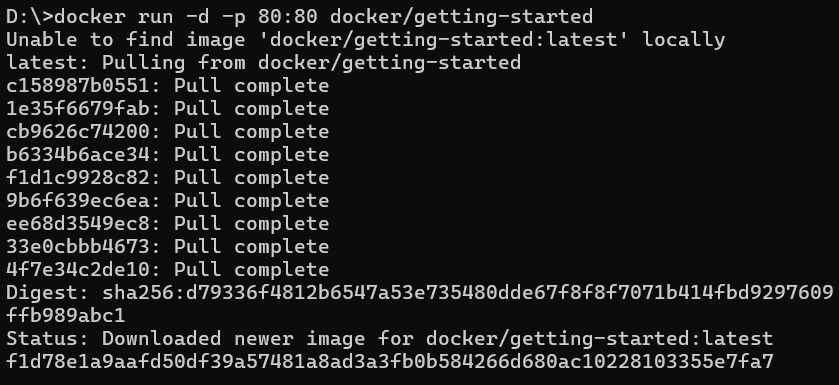 D:\>docker run -d -p 80:80 docker/getting-started
Unable to find image 'docker/getting-started:latest' locally
latest: Pulling from docker/getting-started
c158987b0551: Pull complete
1e35f6679fab: Pull complete
cb9626c74200: Pull complete
b6334b6ace34: Pull complete
f1d1c9928c82: Pull complete
9b6f639ec6ea: Pull complete
ee68d3549ec8: Pull complete
33e0cbbb4673: Pull complete
4f7e34c2de10: Pull complete
Digest: sha256:d79336f4812b6547a53e735480dde67f8f8f7071b414fbd9297609
ffb989abc1
Status: Downloaded newer image for docker/getting-started:latest
f1d78e1a9aafd50df39a57481a8ad3a3fb0b584266d680ac10228103355e7fa7